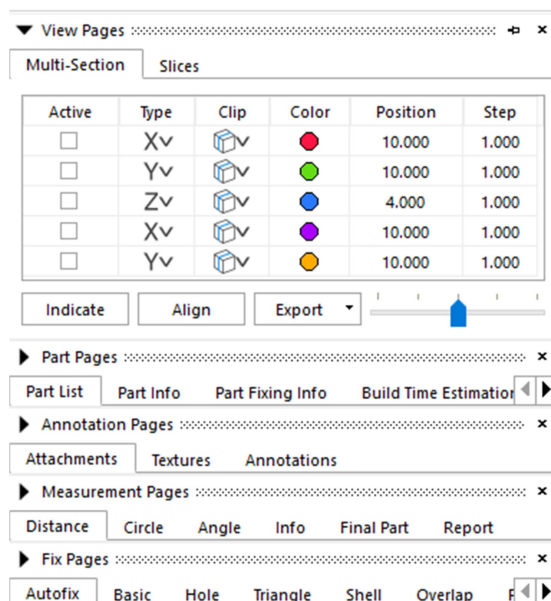 View Pages
Multi-Section Slices
Active Type Clip Color Position Step
X 10.000 1.000
Y 10.000 1.000
Z 4.000 1.000
X 10.000 1.000
Y 10.000 1.000
Indicate Align Export
Part Pages
Part List Part Info Part Fixing Info Build Time Estimation
Annotation Pages
Attachments Textures Annotations
Measurement Pages
Distance Circle Angle Info Final Part Report
Fix Pages
Autofix Basic Hole Triangle Shell Overlap